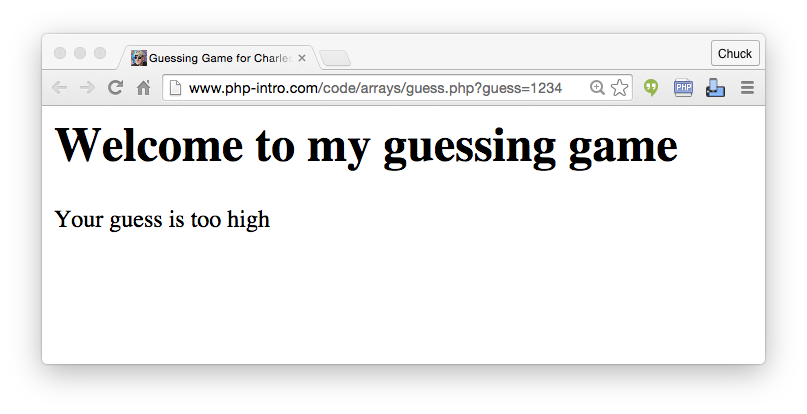 Guessing Game for Charle
Chuck
www.php-intro.com/code/arrays/guess.php?guess=1234
PHP
Welcome to my guessing game
Your guess is too high